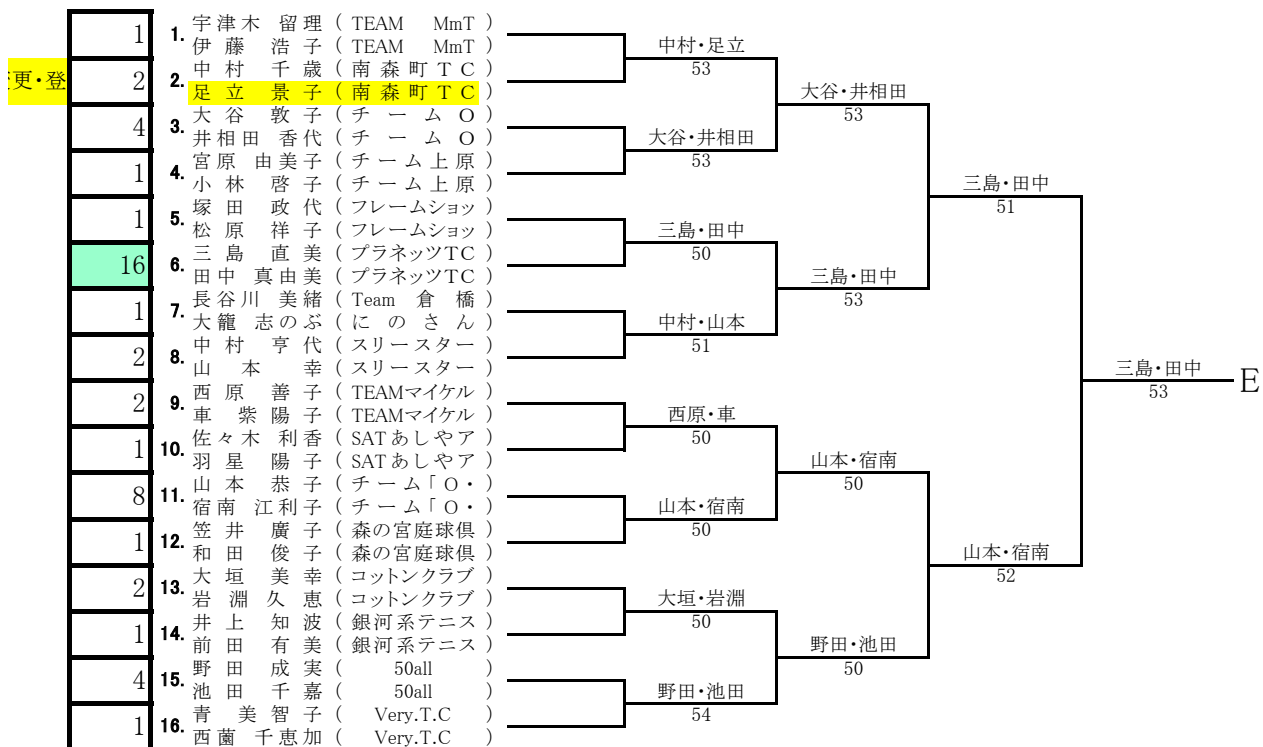 1 1. 宇津木 留理 ( TEAM MmT )
伊藤 浩子 ( TEAM MmT )
更・登 2 2. 中村 千歳 ( 南森町TC )
足立 景子 ( 南森町TC )
4 3. 大谷 敦子 ( チームO )
井相田 香代 ( チームO )
1 4. 宮原 由美子 ( チーム上原 )
小林 啓子 ( チーム上原 )
1 5. 塚田 政代 ( フレームショッ )
松原 祥子 ( フレームショッ )
16 6. 三島 直美 ( プラネッツTC )
田中 真由美 ( プラネッツTC )
1 7. 長谷川 美緒 ( Team 倉橋 )
大籠 志のぶ ( にのさん )
2 8. 中村 亨代 ( スリースター )
山本 幸 ( スリースター )
2 9. 西原 善子 ( TEAMマイケル )
車 紫陽子 ( TEAMマイケル )
1 10. 佐々木 利香 ( SATあしやア )
羽星 陽子 ( SATあしやア )
8 11. 山本 恭子 ( チーム「O・ )
宿南 江利子 ( チーム「O・ )
1 12. 笠井 廣子 ( 森の宮庭球倶 )
和田 俊子 ( 森の宮庭球倶 )
2 13. 大垣 美幸 ( コットンクラブ )
岩淵 久恵 ( コットンクラブ )
1 14. 井上 知波 ( 銀河系テニス )
前田 有美 ( 銀河系テニス )
4 15. 野田 成実 ( 50all )
池田 千嘉 ( 50all )
1 16. 青 美智子 ( Very.T.C )
西薗 千恵加 ( Very.T.C )
中村・足立
53
大谷・井相田
53
三島・田中
50
中村・山本
51
西原・車
50
山本・宿南
50
大垣・岩淵
50
野田・池田
54
大谷・井相田
53
三島・田中
53
山本・宿南
50
野田・池田
50
三島・田中
51
山本・宿南
52
三島・田中
53
E